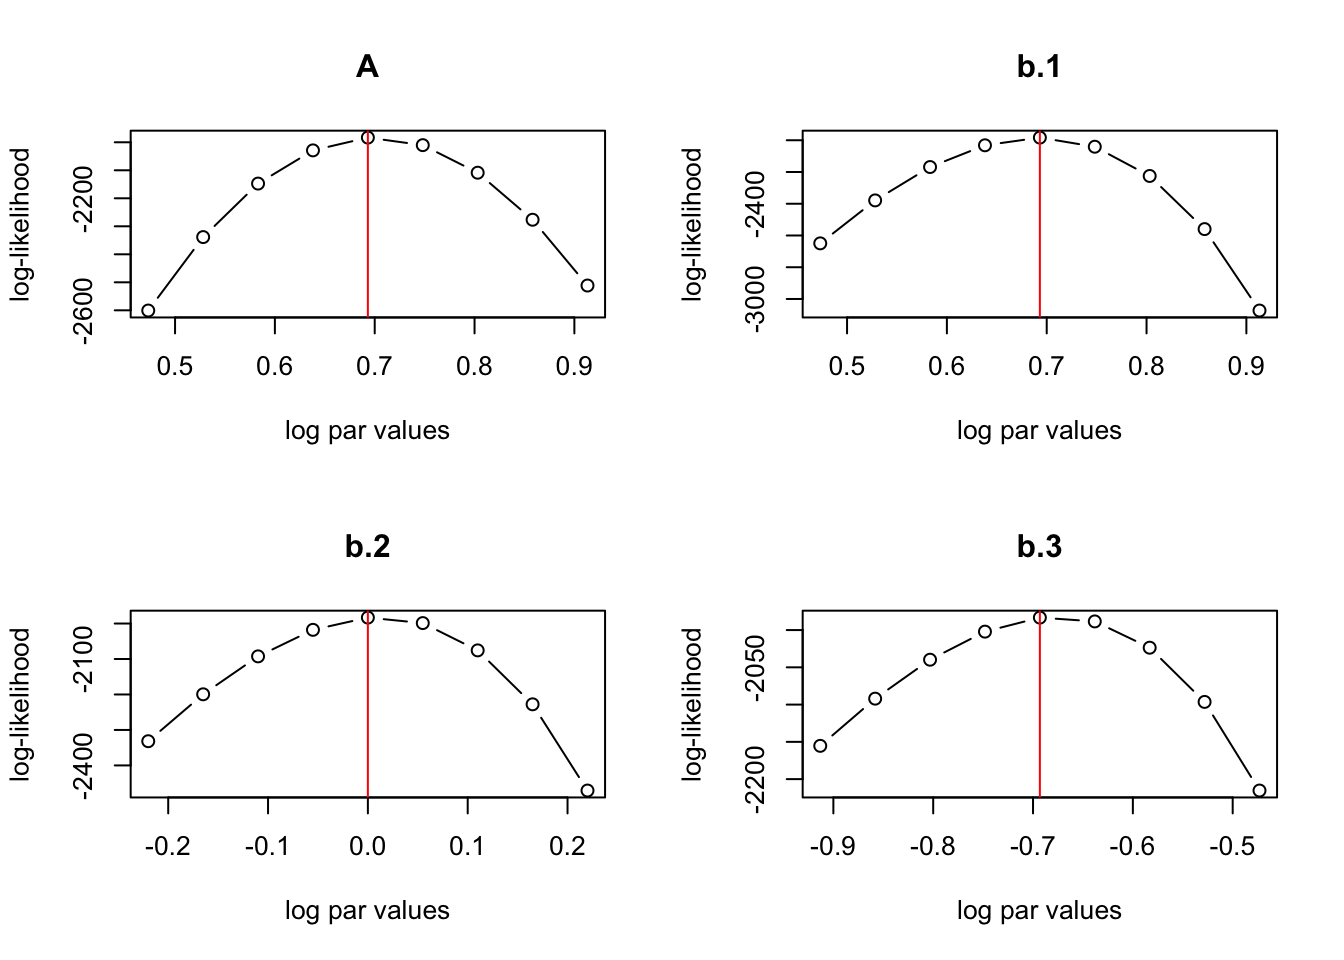 A
log-likelihood
-2200
-2600
0.5 0.6 0.7 0.8 0.9
log par values
b.1
log-likelihood
-2400
-3000
0.5 0.6 0.7 0.8 0.9
log par values
b.2
log-likelihood
-2100
-2400
-0.2 -0.1 0.0 0.1 0.2
log par values
b.3
log-likelihood
-2050
-2200
-0.9 -0.8 -0.7 -0.6 -0.5
log par values